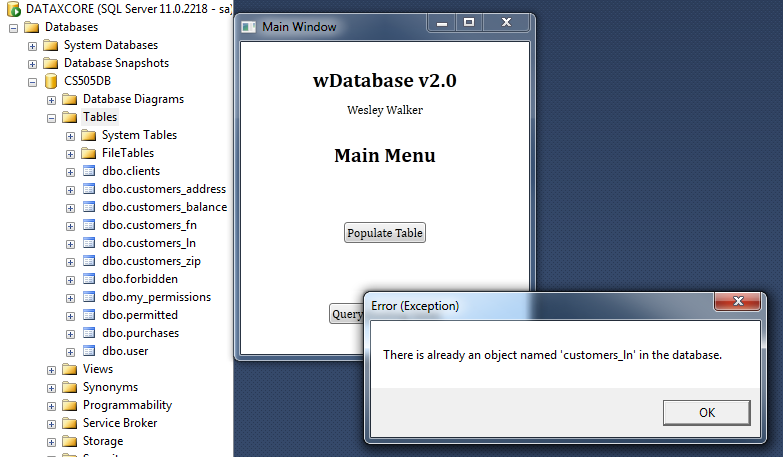 DATAXCORE (SQL Server 11.0.2218 - sa)
Databases
System Databases
Database Snapshots
CS505DB
Database Diagrams
Tables
System Tables
FileTables
dbo.clients
dbo.customers_address
dbo.customers_balance
dbo.customers_fn
dbo.customers_ln
dbo.customers_zip
dbo.forbidden
dbo.my_permissions
dbo.permitted
dbo.purchases
dbo.user
Views
Synonyms
Programmability
Service Broker
Storage
Main Window
wDatabase v2.0
Wesley Walker
Main Menu
Populate Table
Query
Error (Exception)
There is already an object named 'customers_ln' in the database.
OK